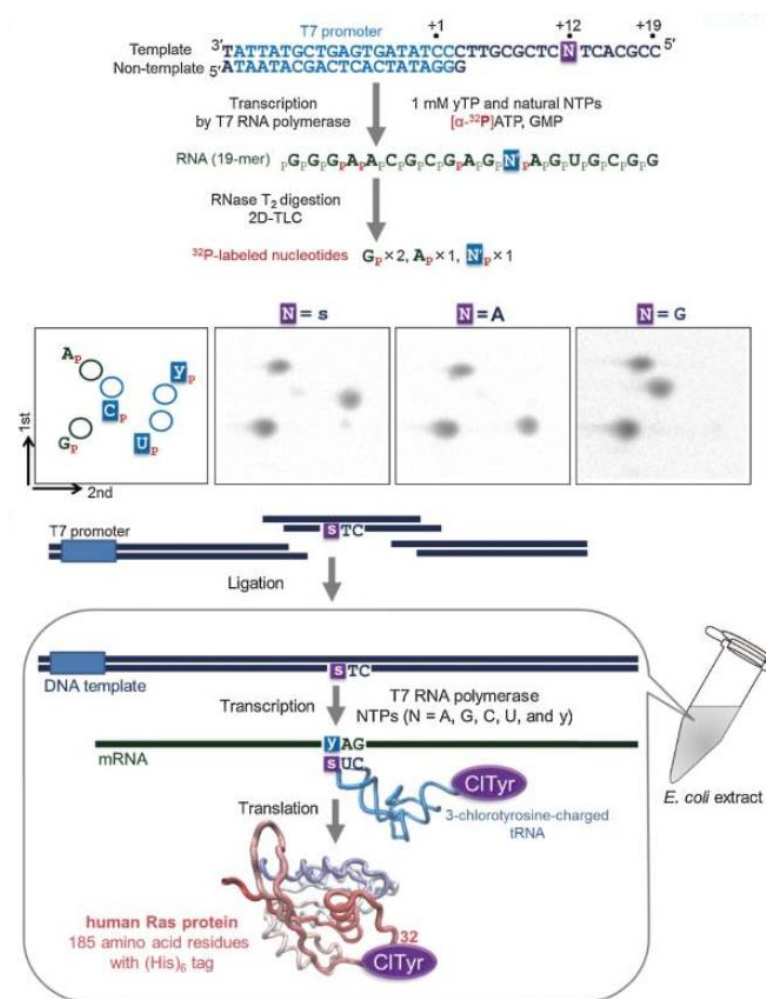 +1 +12 +19
T7 promoter
Template 3′TATTATGCTGAGTGATATCCCTTGCGCTC N TCACGCC 5′
Non-template 5′ATAATACGACTCACTATAGGG
Transcription
by T7 RNA polymerase
1 mM yTP and natural NTPs
[α-³²P]ATP, GMP
RNA (19-mer) pGpGpGpApApCpGpCpGpApGpN'pApGpUpGpCpGpG
RNase T₂ digestion
2D-TLC
³²P-labeled nucleotides Gp × 2, Ap × 1, N'p × 1
N = s
N = A
N = G
Ap
yp
Cp
Gp
Up
1st
2nd
T7 promoter
sTC
Ligation
DNA template
sTC
Transcription
T7 RNA polymerase
NTPs (N = A, G, C, U, and y)
yAG
mRNA
sUC
ClTyr
3-chlorotyrosine-charged
tRNA
E. coli extract
Translation
human Ras protein
185 amino acid residues
with (His)₆ tag
32
ClTyr